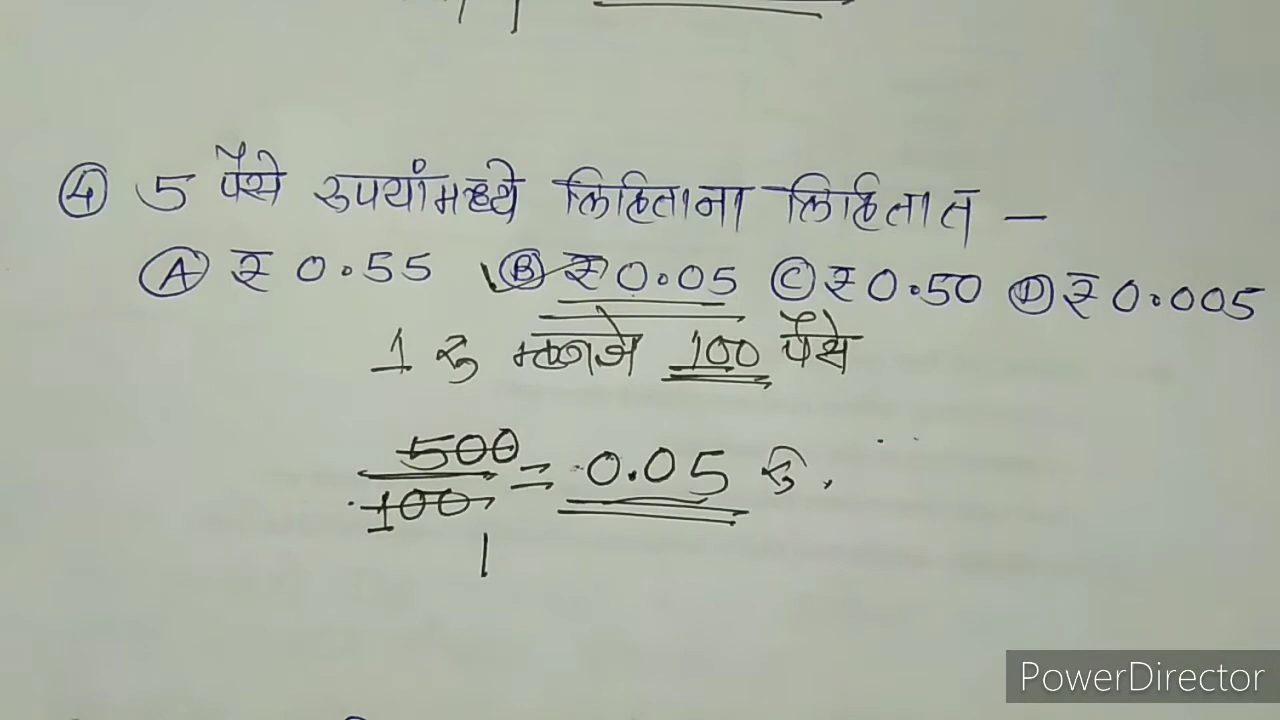 ④ 5 पैसे रुपयांमध्ये लिहिताना लिहितात —
Ⓐ ₹ 0.55 Ⓑ ₹ 0.05 Ⓒ ₹ 0.50 Ⓓ ₹ 0.005
1 रु म्हणजे 100 पैसे
500
100 = 0.05 रु.
1
PowerDirector